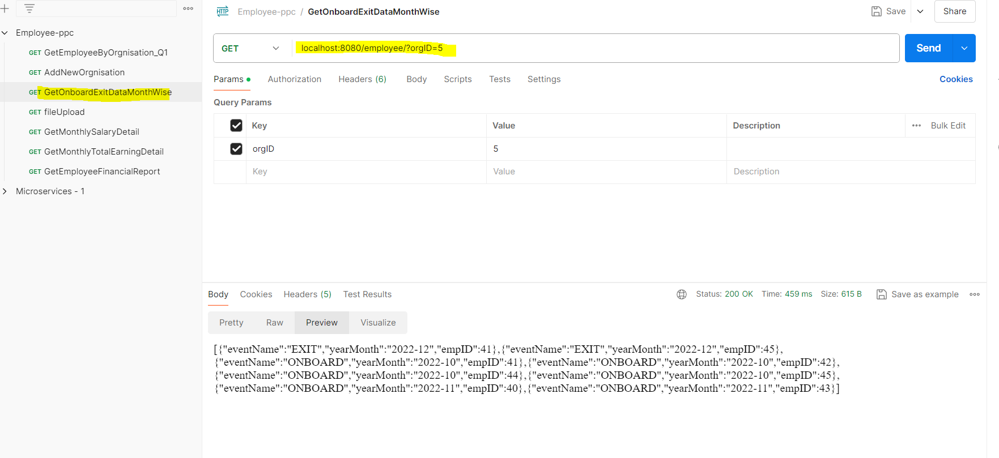 Employee-ppc
GET GetEmployeeByOrgnisation_Q1
GET AddNewOrgnisation
GET GetOnboardExitDataMonthWise
GET fileUpload
GET GetMonthlySalaryDetail
GET GetMonthlyTotalEarningDetail
GET GetEmployeeFinancialReport
Microservices - 1
HTTP Employee-ppc / GetOnboardExitDataMonthWise
Save
Share
GET localhost:8080/employee/?orgID=5
Send
Params Authorization Headers (6) Body Scripts Tests Settings
Cookies
Query Params
Key Value Description Bulk Edit
orgID 5
Key Value Description
Body Cookies Headers (5) Test Results
Status: 200 OK Time: 459 ms Size: 615 B Save as example
Pretty Raw Preview Visualize
[{"eventName":"EXIT","yearMonth":"2022-12","empID":41},{"eventName":"EXIT","yearMonth":"2022-12","empID":45},
{"eventName":"ONBOARD","yearMonth":"2022-10","empID":41},{"eventName":"ONBOARD","yearMonth":"2022-10","empID":42},
{"eventName":"ONBOARD","yearMonth":"2022-10","empID":44},{"eventName":"ONBOARD","yearMonth":"2022-10","empID":45},
{"eventName":"ONBOARD","yearMonth":"2022-11","empID":40},{"eventName":"ONBOARD","yearMonth":"2022-11","empID":43}]